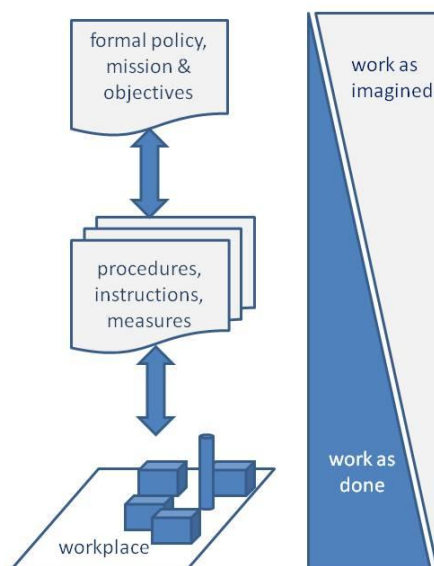 formal policy,
mission &
objectives
work as
imagined
procedures,
instructions,
measures
work as
done
workplace